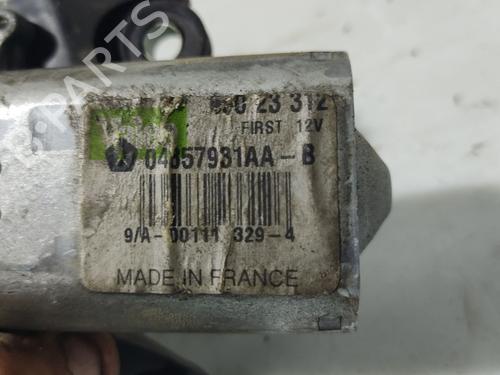 23 312
FIRST 12V
04857931AA-B
9/A-00111 329-4
MADE IN FRANCE
B-PARTS